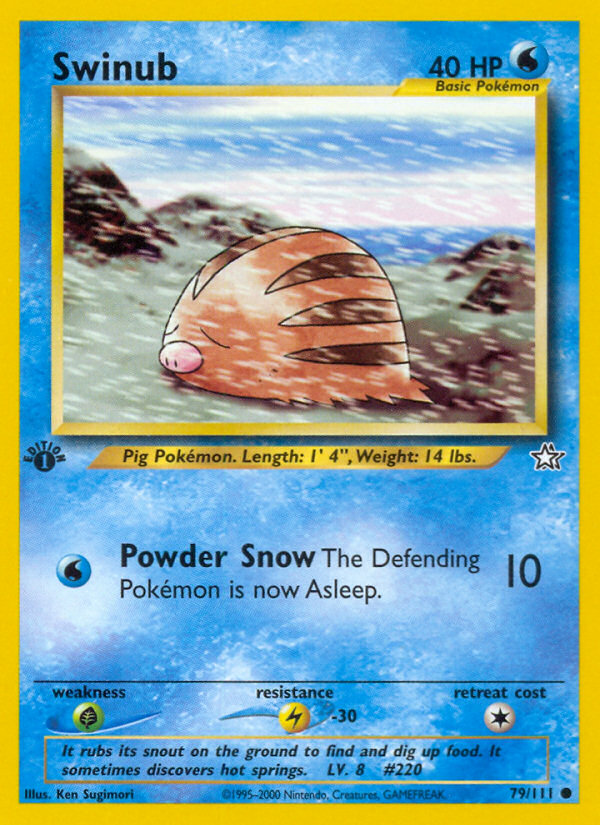 Swinub
40 HP
Basic Pokémon
Pig Pokémon. Length: 1' 4", Weight: 14 lbs.
EDITION
1
Powder Snow The Defending
Pokémon is now Asleep.
10
weakness
resistance
retreat cost
-30
It rubs its snout on the ground to find and dig up food. It
sometimes discovers hot springs. LV. 8 #220
Illus. Ken Sugimori
©1995-2000 Nintendo, Creatures, GAMEFREAK.
79/111